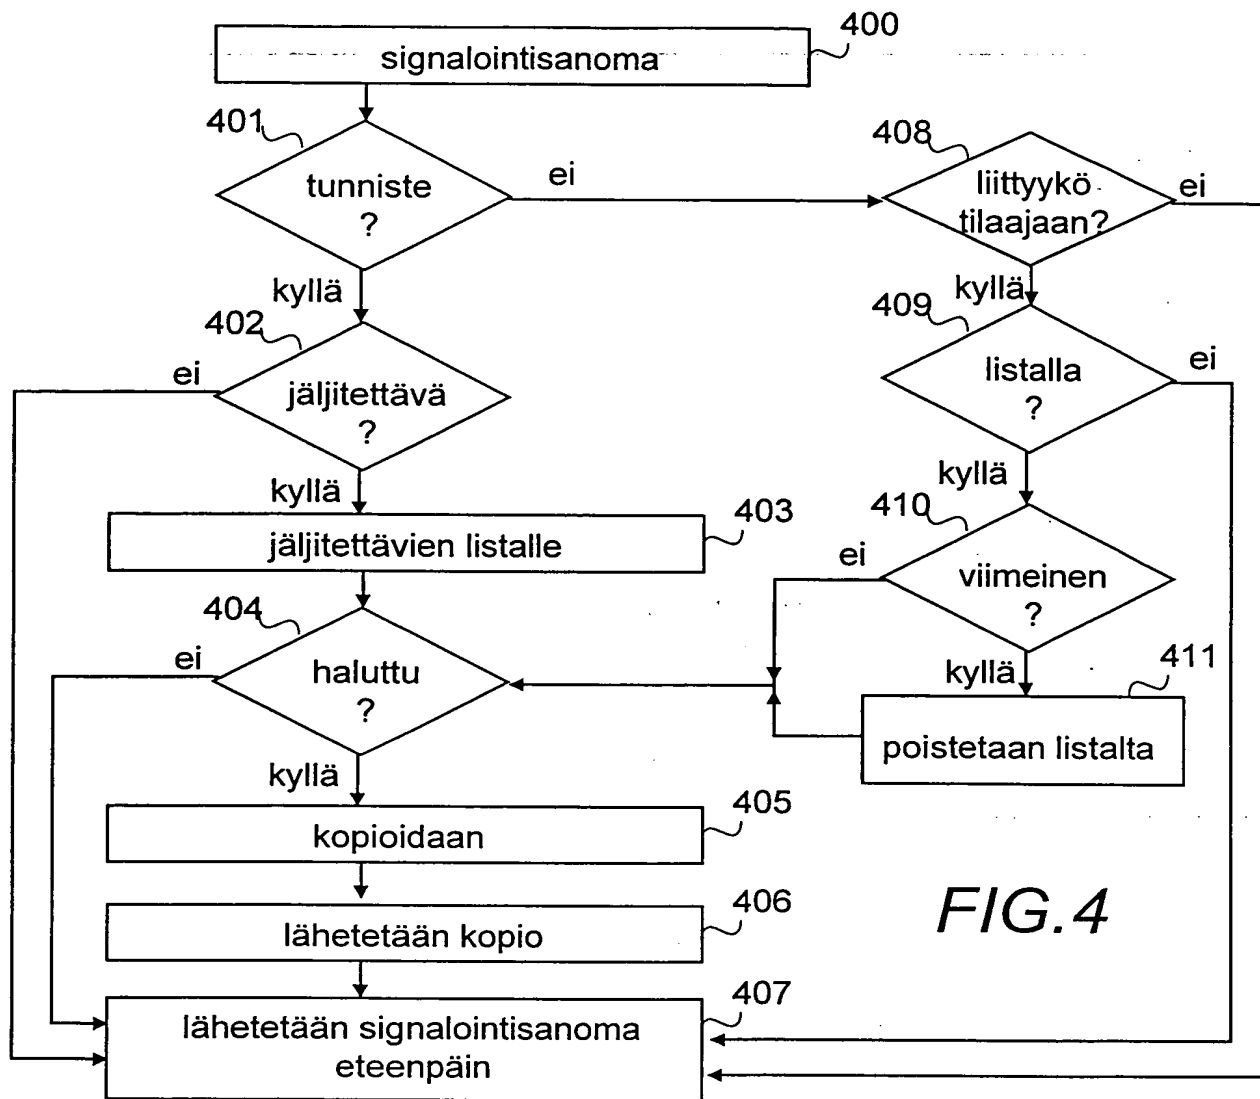 signalointisanoma
400
401
tunniste
?
ei
kyllä
408
liittyykö
tilaajaan?
ei
kyllä
402
ei
jäljitettävä
?
kyllä
409
listalla
?
ei
kyllä
403
jäljitettävien listalle
410
ei
viimeinen
?
kyllä
404
ei
haluttu
?
kyllä
411
poistetaan listalta
405
kopioidaan
406
lähetetään kopio
FIG.4
407
lähetetään signalointisanoma
eteenpäin